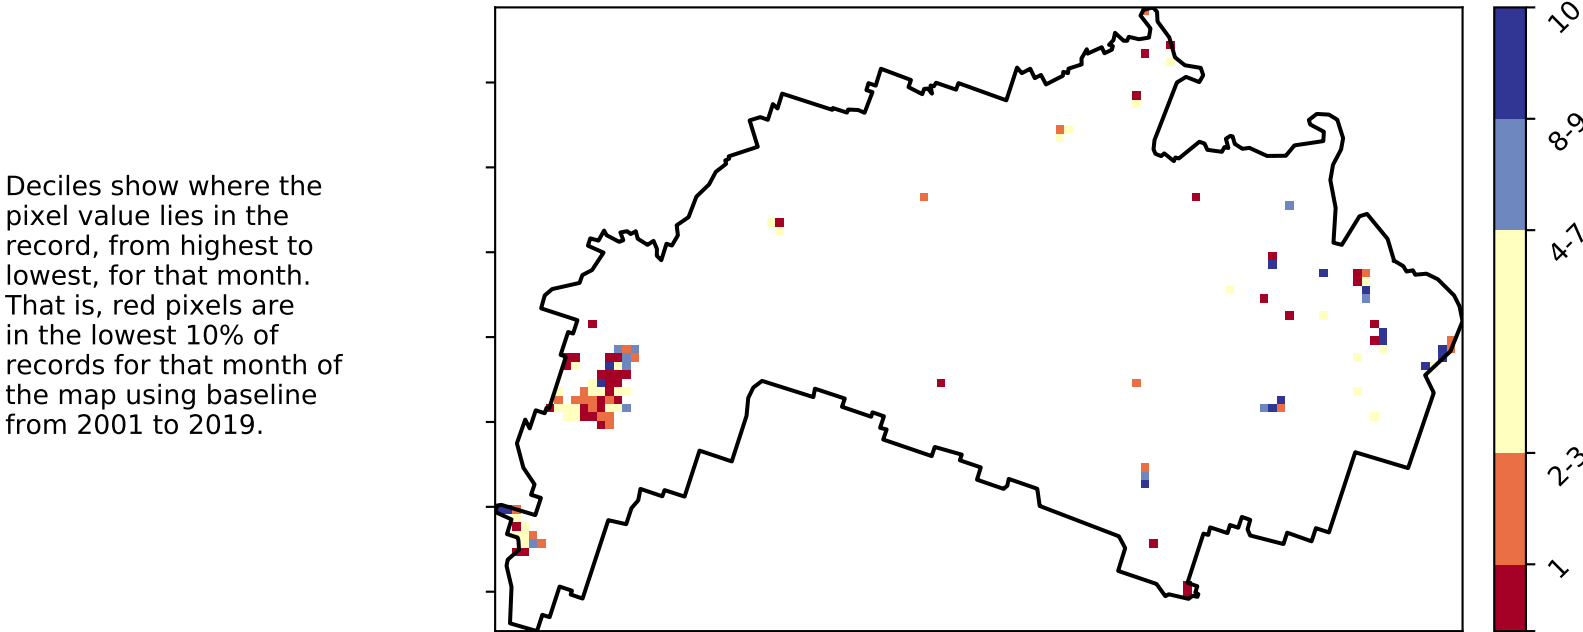 Deciles show where the
pixel value lies in the
record, from highest to
lowest, for that month.
That is, red pixels are
in the lowest 10% of
records for that month of
the map using baseline
from 2001 to 2019.
10
8-9
4-7
2-3
1